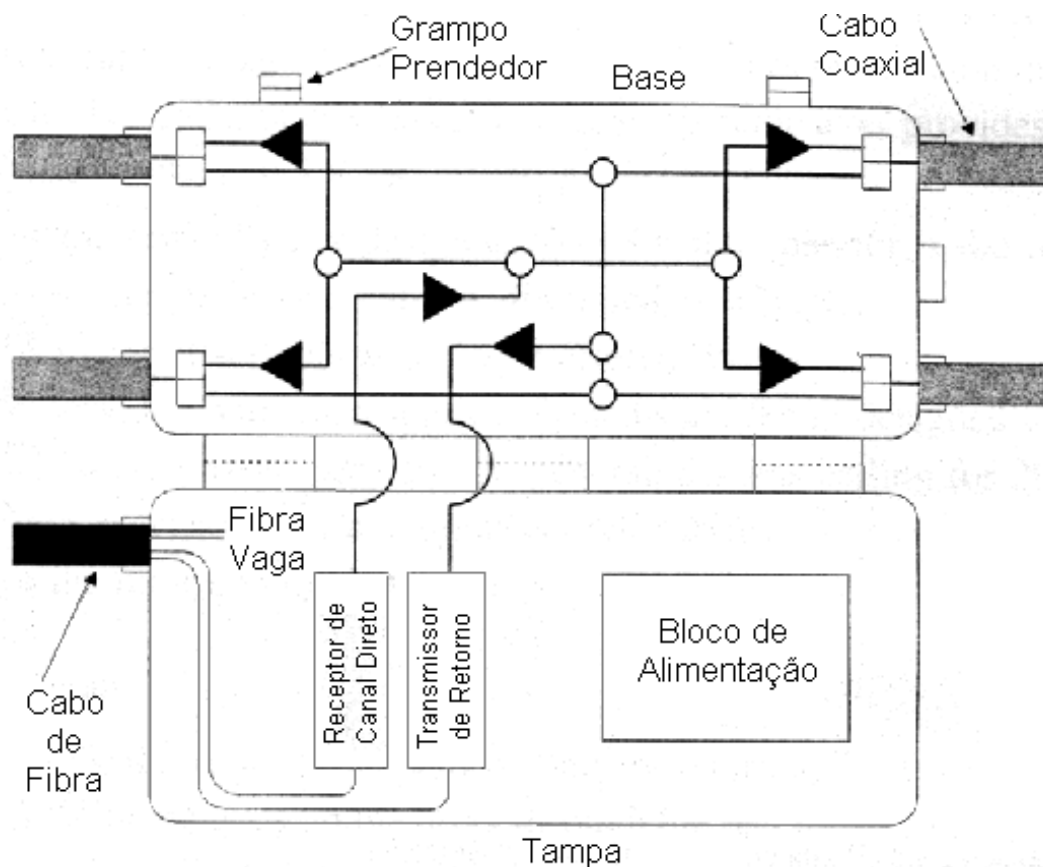 Grampo
Prendedor
Base
Cabo
Coaxial
Fibra
Vaga
Receptor de
Canal Direto
Transmissor
de Retorno
Bloco de
Alimentação
Cabo
de
Fibra
Tampa